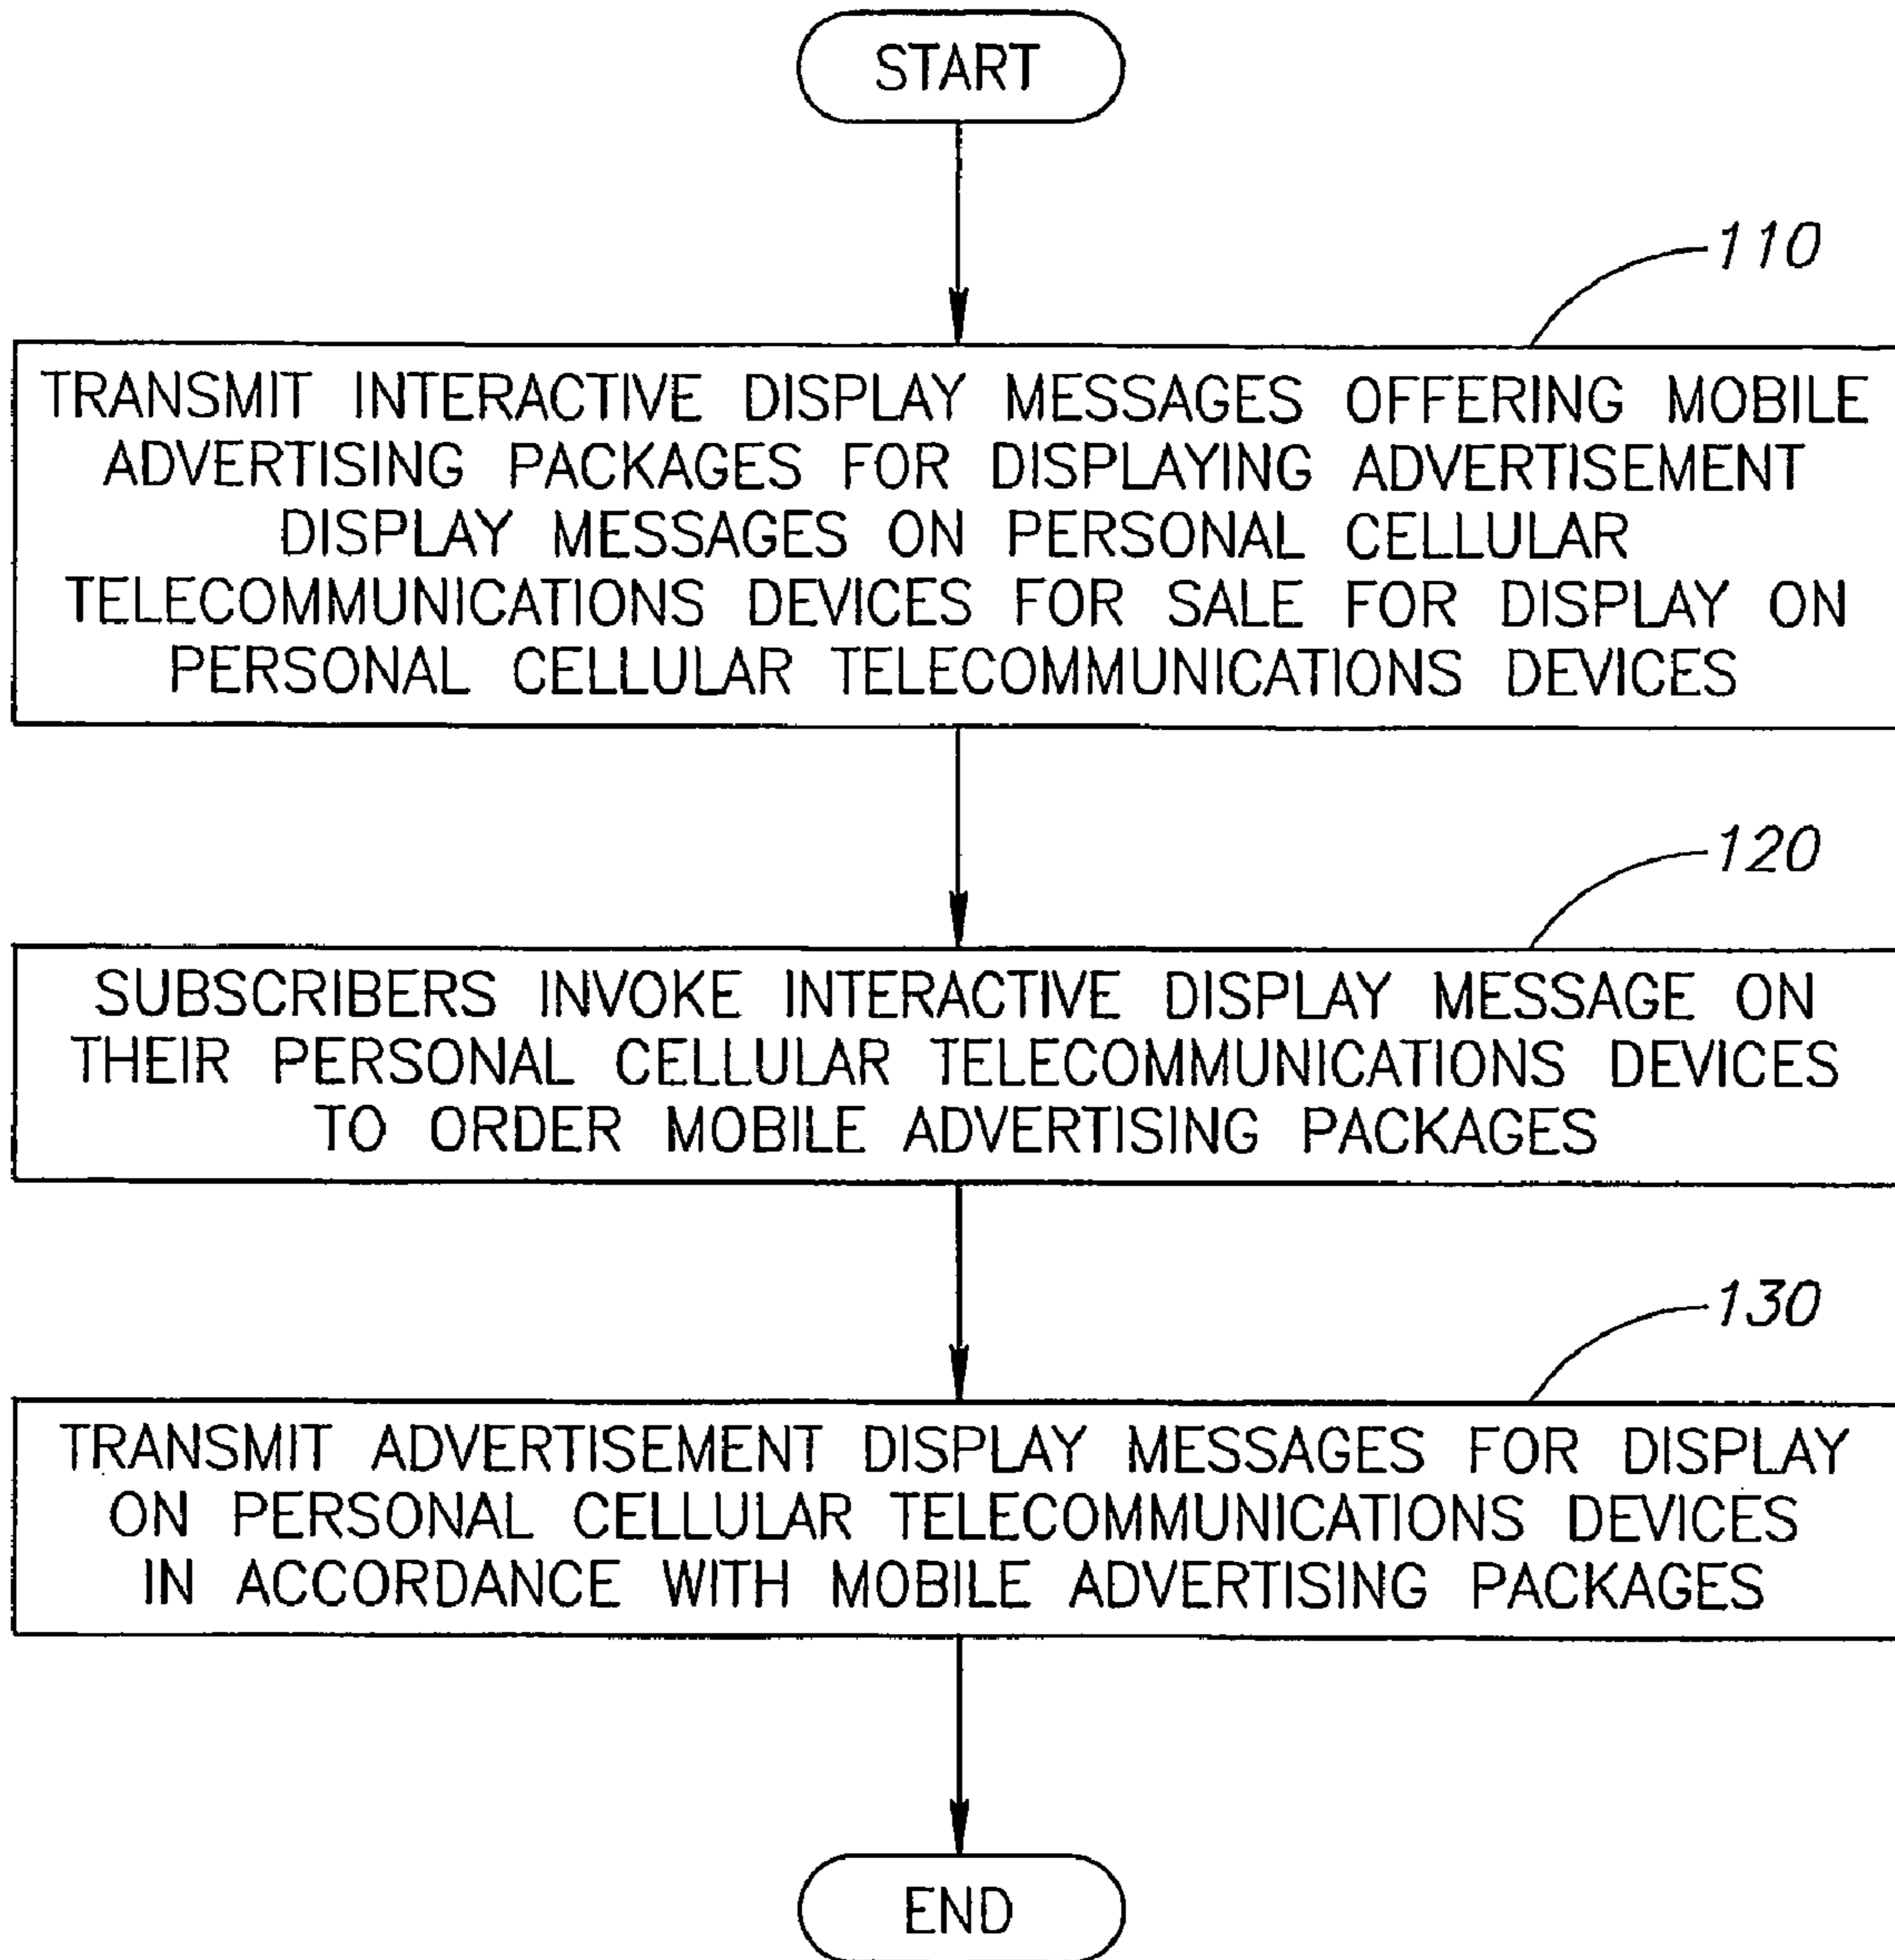 START
110
TRANSMIT INTERACTIVE DISPLAY MESSAGES OFFERING MOBILE
ADVERTISING PACKAGES FOR DISPLAYING ADVERTISEMENT
DISPLAY MESSAGES ON PERSONAL CELLULAR
TELECOMMUNICATIONS DEVICES FOR SALE FOR DISPLAY ON
PERSONAL CELLULAR TELECOMMUNICATIONS DEVICES
120
SUBSCRIBERS INVOKE INTERACTIVE DISPLAY MESSAGE ON
THEIR PERSONAL CELLULAR TELECOMMUNICATIONS DEVICES
TO ORDER MOBILE ADVERTISING PACKAGES
130
TRANSMIT ADVERTISEMENT DISPLAY MESSAGES FOR DISPLAY
ON PERSONAL CELLULAR TELECOMMUNICATIONS DEVICES
IN ACCORDANCE WITH MOBILE ADVERTISING PACKAGES
END